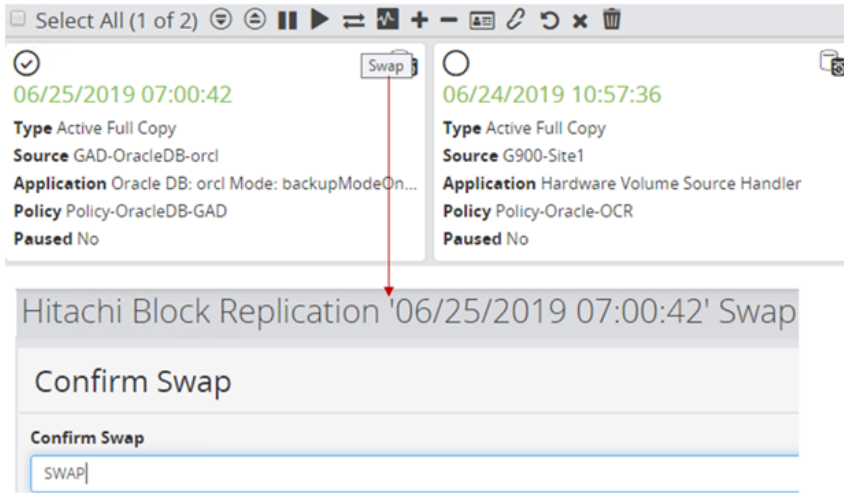 Select All (1 of 2)
Swap
06/25/2019 07:00:42
Type Active Full Copy
Source GAD-OracleDB-orcl
Application Oracle DB: orcl Mode: backupModeOn...
Policy Policy-OracleDB-GAD
Paused No
06/24/2019 10:57:36
Type Active Full Copy
Source G900-Site1
Application Hardware Volume Source Handler
Policy Policy-Oracle-OCR
Paused No
Hitachi Block Replication '06/25/2019 07:00:42' Swap
Confirm Swap
Confirm Swap
SWAP